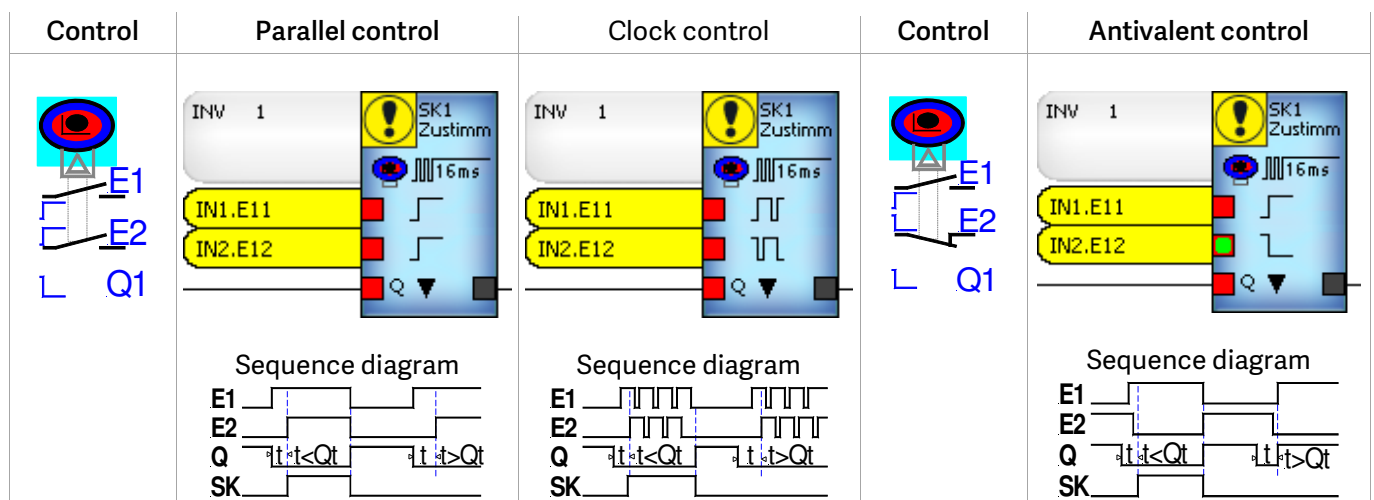 Control
Parallel control
Clock control
Control
Antivalent control
E1
E2
Q1
INV 1
SK1
Zustimm
16ms
IN1.E11
IN2.E12
Q
INV 1
SK1
Zustimm
16ms
IN1.E11
IN2.E12
Q
E1
E2
Q1
INV 1
SK1
Zustimm
16ms
IN1.E11
IN2.E12
Q
Sequence diagram
E1
E2
Q t t<Qt t t>Qt
SK
Sequence diagram
E1
E2
Q t t<Qt t t>Qt
SK
Sequence diagram
E1
E2
Q t t<Qt t t>Qt
SK